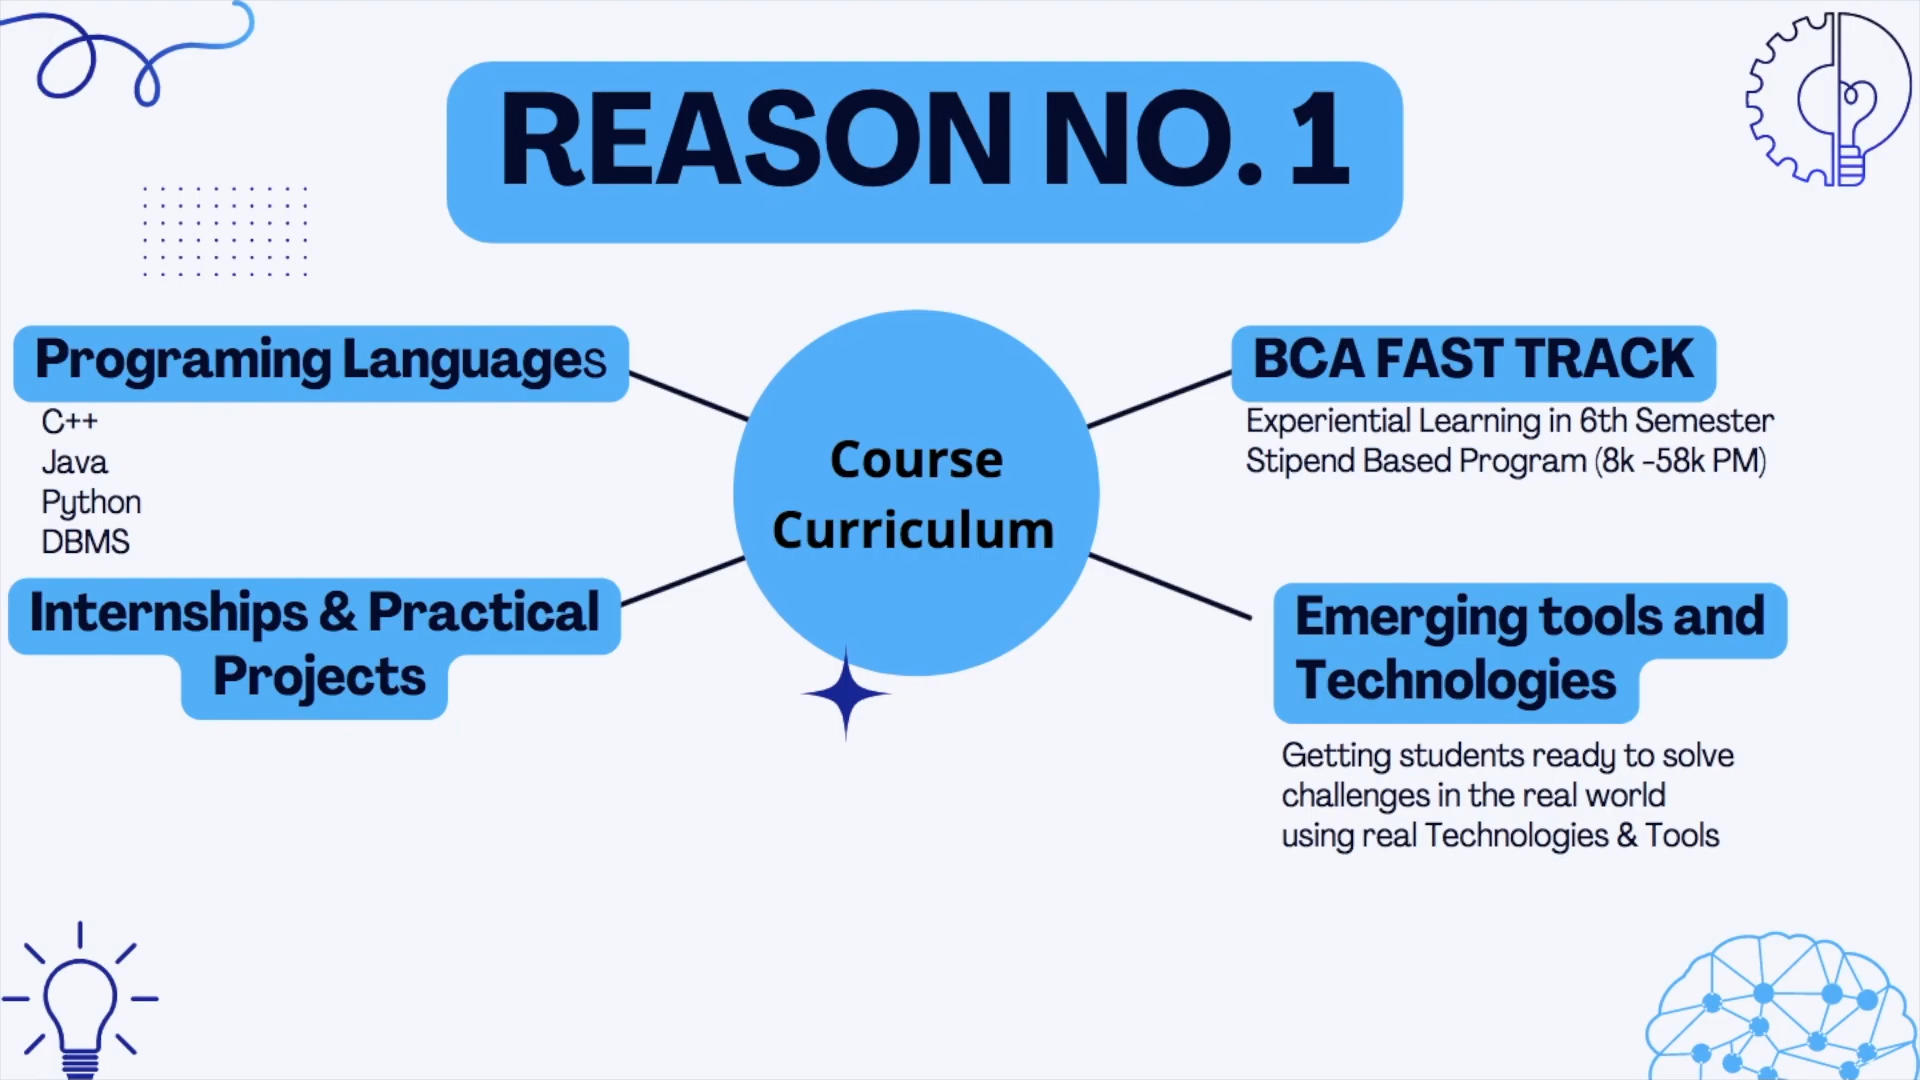 REASON NO. 1
Programing Languages
C++
Java
Python
DBMS
Internships & Practical
Projects
Course
Curriculum
BCA FAST TRACK
Experiential Learning in 6th Semester
Stipend Based Program (8k -58k PM)
Emerging tools and
Technologies
Getting students ready to solve
challenges in the real world
using real Technologies & Tools